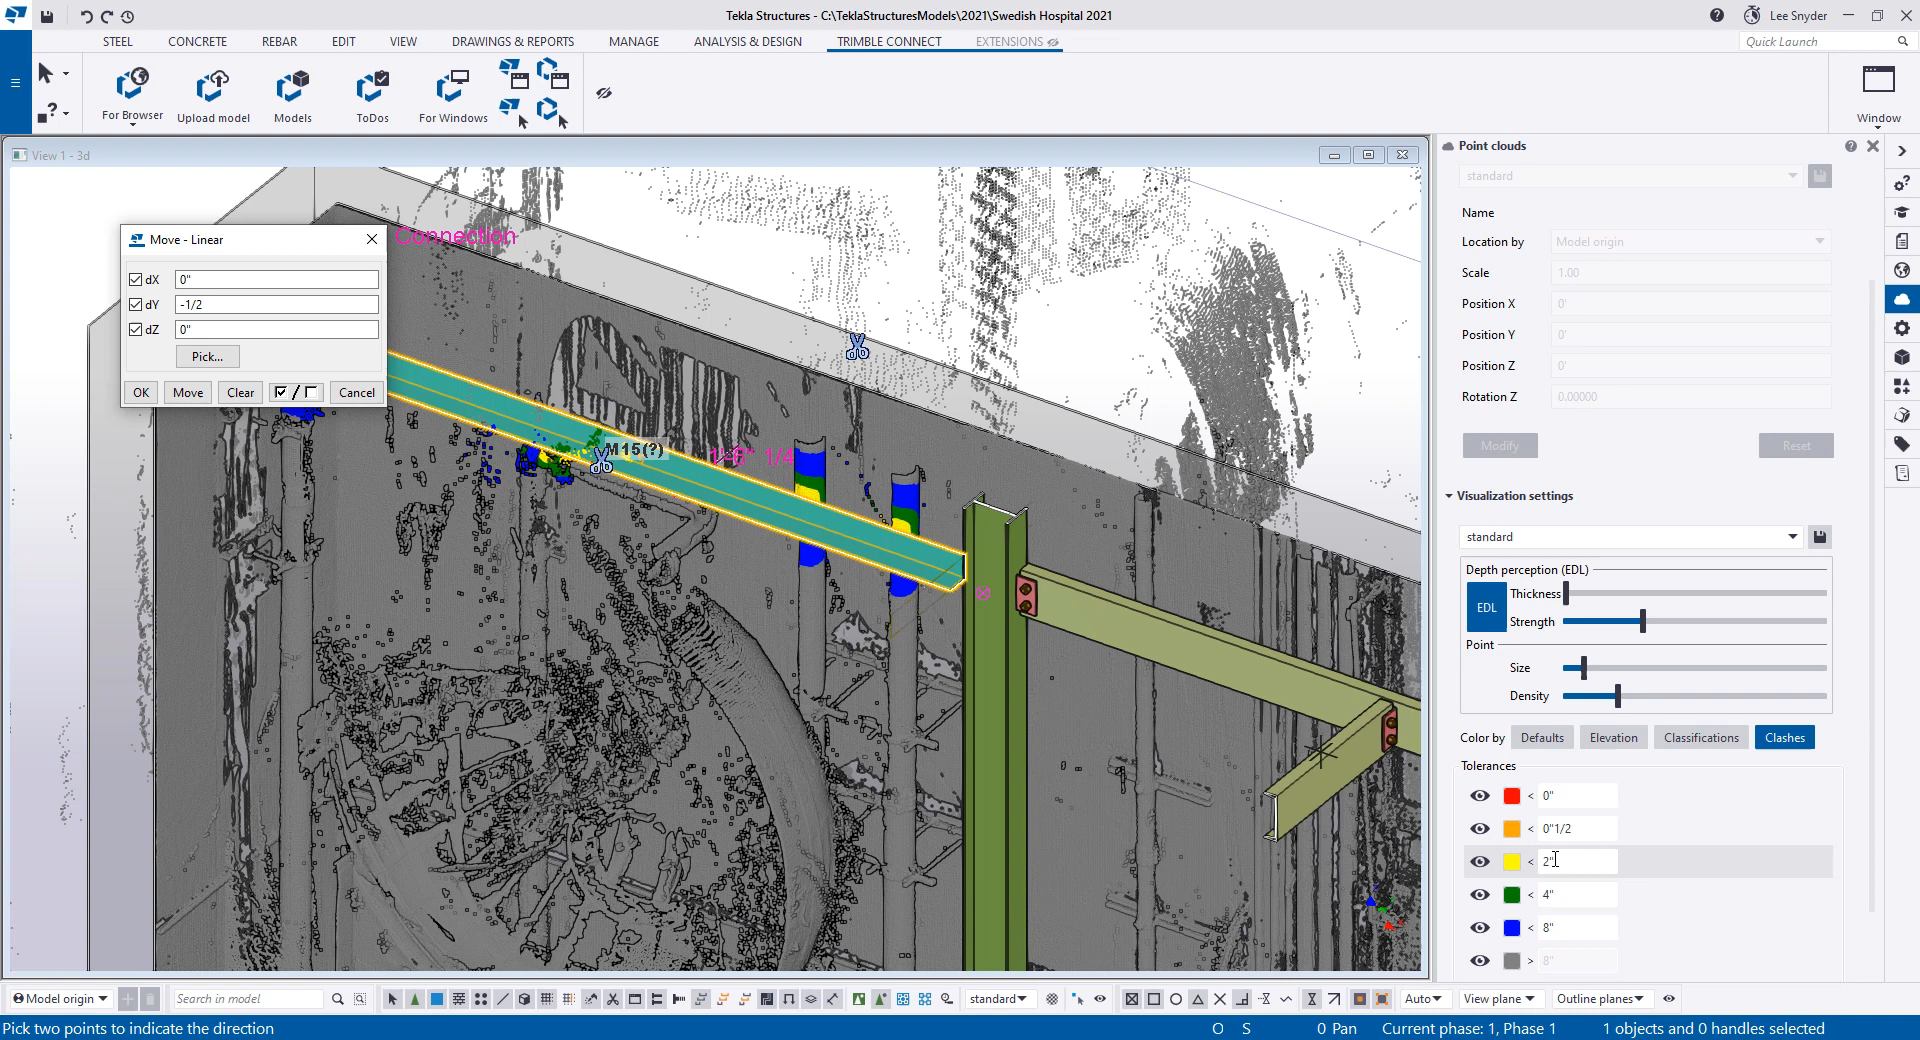 Tekla Structures - C:\TeklaStructuresModels\2021\Swedish Hospital 2021
Lee Snyder
STEEL CONCRETE REBAR EDIT VIEW DRAWINGS & REPORTS MANAGE ANALYSIS & DESIGN TRIMBLE CONNECT EXTENSIONS
Quick Launch
For Browser
Upload model
Models
ToDos
For Windows
Window
View 1 - 3d
Move - Linear
dX 0"
dY -1/2
dZ 0"
Pick...
OK Move Clear / Cancel
Connection
M15(?)
Point clouds
standard
Name
Location by Model origin
Scale 1.00
Position X 0'
Position Y 0'
Position Z 0'
Rotation Z 0.00000
Modify Reset
Visualization settings
standard
Depth perception (EDL)
EDL
Thickness
Strength
Point
Size
Density
Color by Defaults Elevation Classifications Clashes
Tolerances
< 0"
< 0"1/2
< 2"
< 4"
< 8"
> 8"
Model origin
Search in model
standard
Auto
View plane
Outline planes
Pick two points to indicate the direction
O S 0 Pan Current phase: 1, Phase 1 1 objects and 0 handles selected